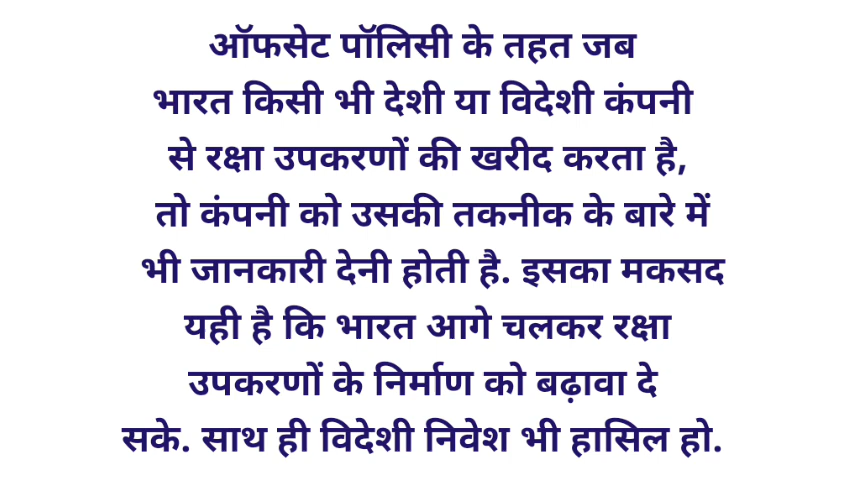 ऑफसेट पॉलिसी के तहत जब
भारत किसी भी देशी या विदेशी कंपनी
से रक्षा उपकरणों की खरीद करता है,
तो कंपनी को उसकी तकनीक के बारे में
भी जानकारी देनी होती है. इसका मकसद
यही है कि भारत आगे चलकर रक्षा
उपकरणों के निर्माण को बढ़ावा दे
सके. साथ ही विदेशी निवेश भी हासिल हो.